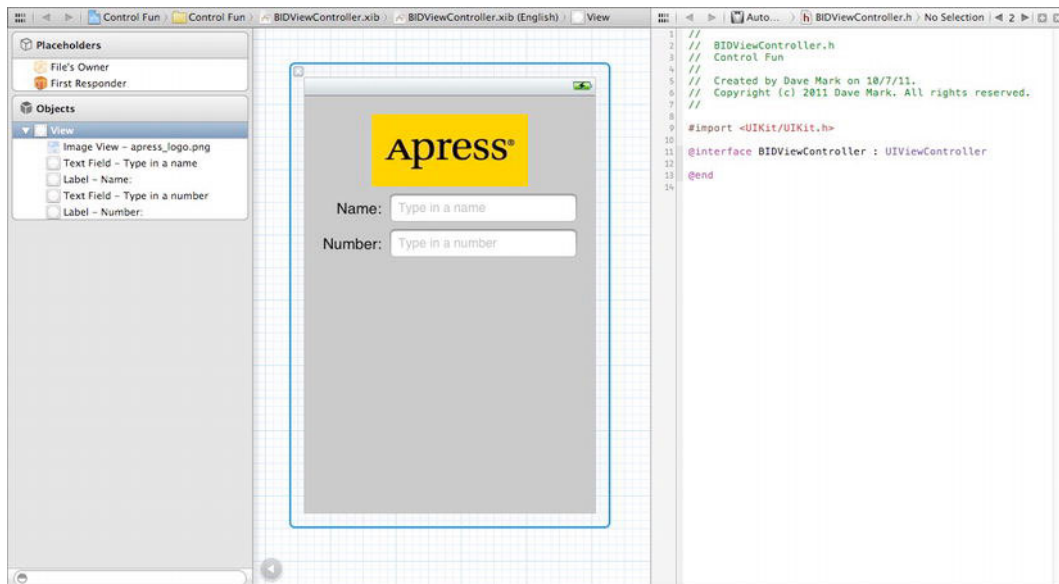 Control Fun Control Fun BIDViewController.xib BIDViewController.xib (English) View
Auto... h BIDViewController.h No Selection 2
Placeholders
File's Owner
First Responder
Objects
View
Image View – apress_logo.png
Text Field – Type in a name
Label – Name:
Text Field – Type in a number
Label – Number:
Apress®
Name: Type in a name
Number: Type in a number
1 //
2 // BIDViewController.h
3 // Control Fun
4 //
5 // Created by Dave Mark on 10/7/11.
6 // Copyright (c) 2011 Dave Mark. All rights reserved.
7 //
8
9 #import <UIKit/UIKit.h>
10
11 @interface BIDViewController : UIViewController
12
13 @end
14